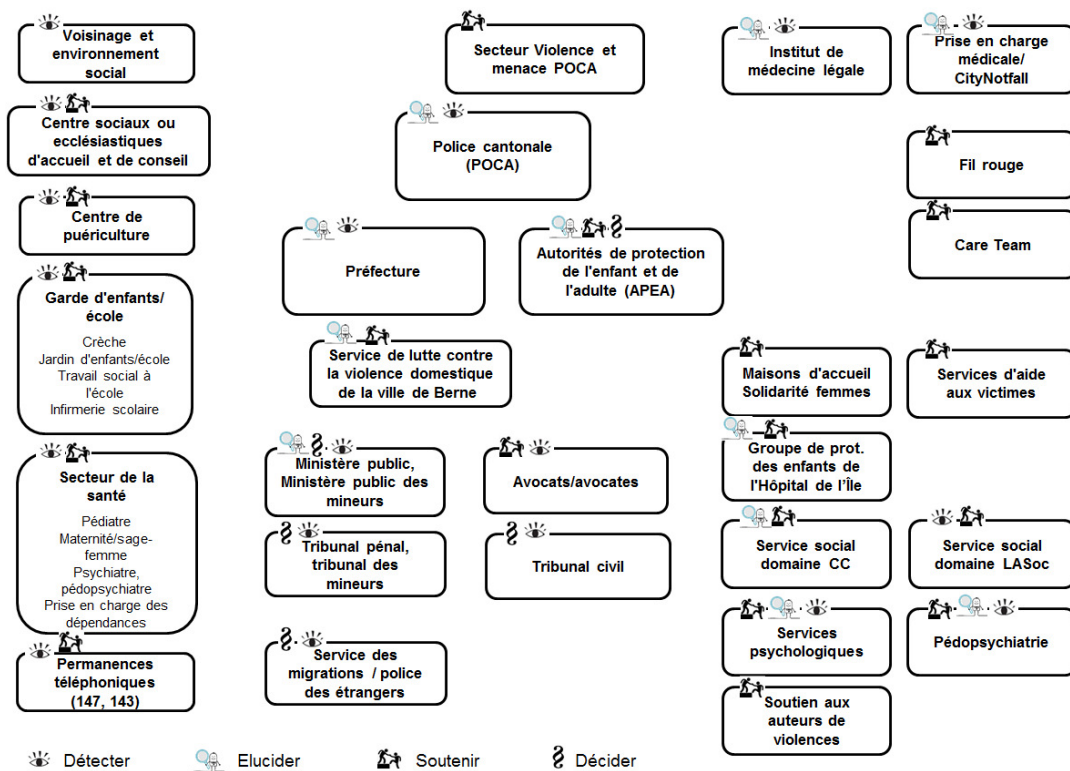 Voisinage et
environnement
social
Centre sociaux ou
ecclésiastiques
d'accueil et de conseil
Centre de
puériculture
Garde d'enfants/
école
Crèche
Jardin d'enfants/école
Travail social à
l'école
Infirmerie scolaire
Secteur de la
santé
Pédiatre
Maternité/sage-
femme
Psychiatre,
pédopsychiatre
Prise en charge des
dépendances
Permanences
téléphoniques
(147, 143)
Secteur Violence et
menace POCA
Police cantonale
(POCA)
Préfecture
§
Autorités de protection
de l'enfant et de
l'adulte (APEA)
Service de lutte contre
la violence domestique
de la ville de Berne
§
Ministère public,
Ministère public des
mineurs
Avocats/avocates
§
Tribunal pénal,
tribunal des
mineurs
§
Tribunal civil
§
Service des
migrations / police
des étrangers
Institut de
médecine légale
Prise en charge
médicale/
CityNotfall
Fil rouge
Care Team
Maisons d'accueil
Solidarité femmes
Services d'aide
aux victimes
Groupe de prot.
des enfants de
l'Hôpital de l’Île
Service social
domaine CC
Service social
domaine LASoc
Services
psychologiques
Pédopsychiatrie
Soutien aux
auteurs de
violences
Détecter
Elucider
Soutenir
§ Décider